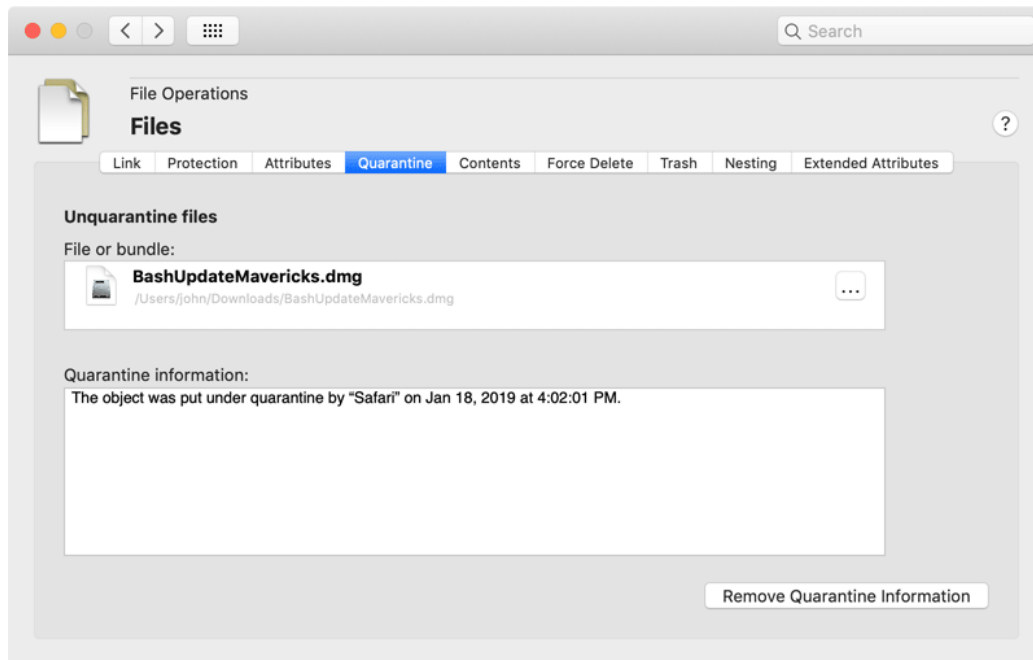 Search
File Operations
Files
?
Link Protection Attributes Quarantine Contents Force Delete Trash Nesting Extended Attributes
Unquarantine files
File or bundle:
BashUpdateMavericks.dmg
/Users/john/Downloads/BashUpdateMavericks.dmg
...
Quarantine information:
The object was put under quarantine by “Safari” on Jan 18, 2019 at 4:02:01 PM.
Remove Quarantine Information